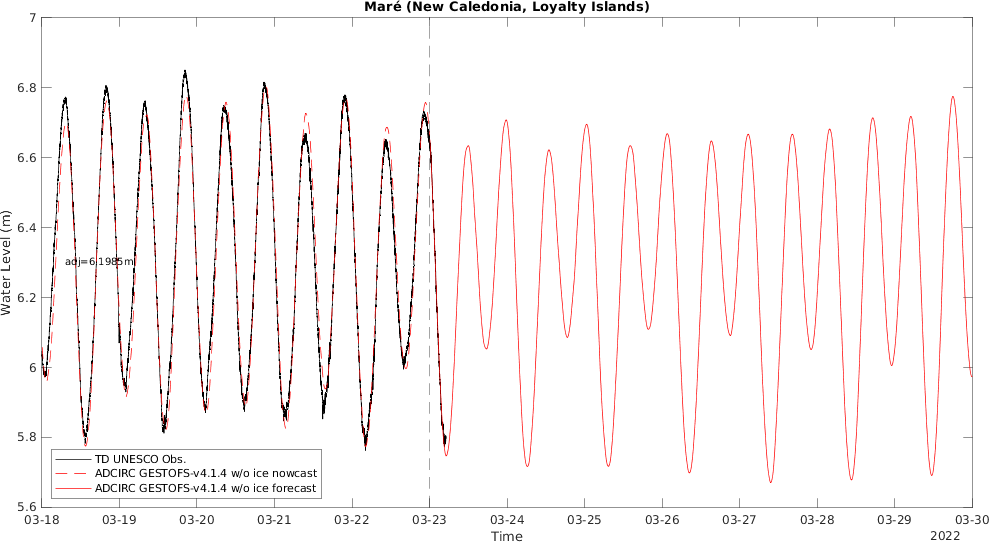 Maré (New Caledonia, Loyalty Islands)
7
6.8
6.6
6.4
6.2
6
5.8
5.6
Water Level (m)
adj=6.1985m
TD UNESCO Obs.
ADCIRC GESTOFS-v4.1.4 w/o ice nowcast
ADCIRC GESTOFS-v4.1.4 w/o ice forecast
03-18 03-19 03-20 03-21 03-22 03-23 03-24 03-25 03-26 03-27 03-28 03-29 03-30
Time
2022